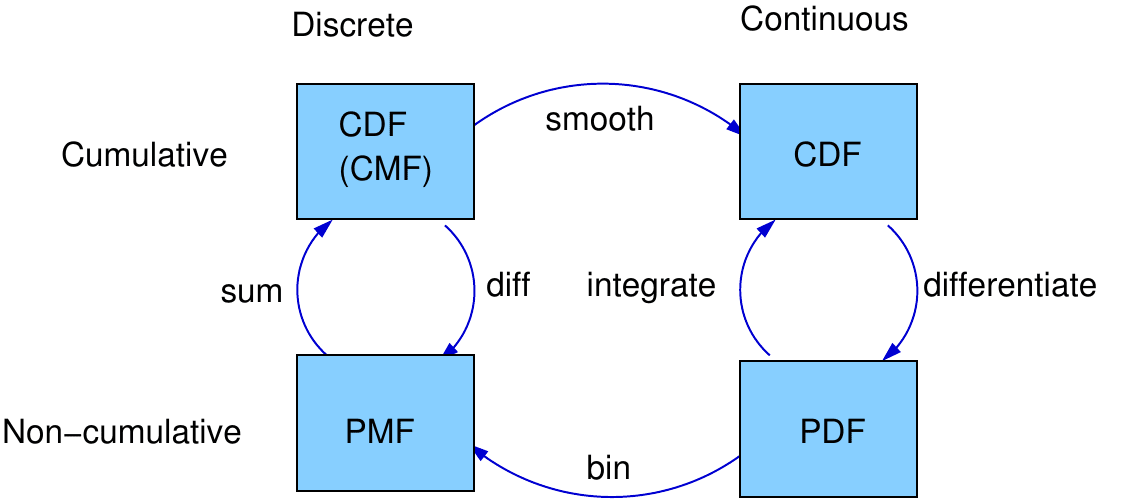 Discrete
Continuous
CDF
(CMF)
smooth
Cumulative
CDF
sum
diff
integrate
differentiate
Non−cumulative
PMF
PDF
bin